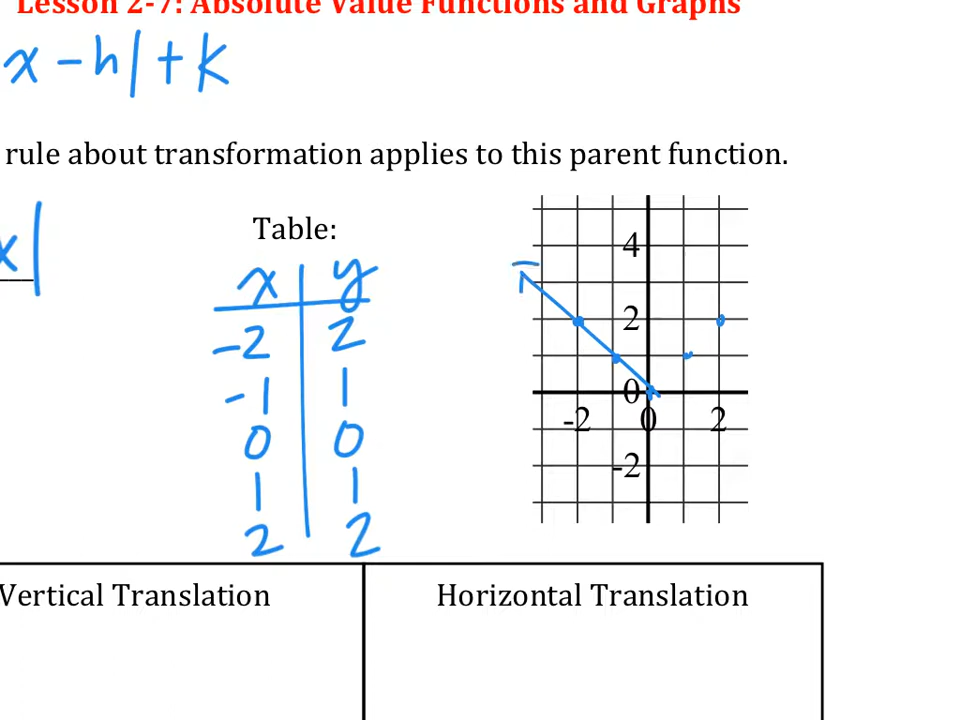 Lesson 2-7: Absolute Value Functions and Graphs
x - h| + k
rule about transformation applies to this parent function.
x|
Table:
x y
-2 2
-1 1
0 0
1 1
2 2
4
2
0
-2 0 2
-2
Vertical Translation
Horizontal Translation